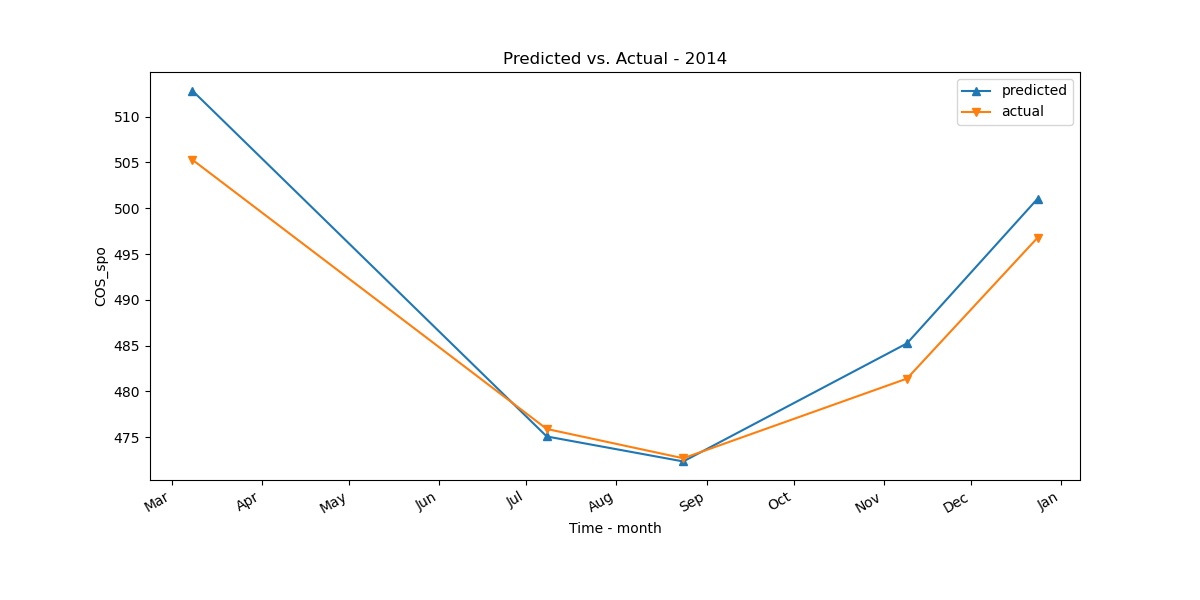 Predicted vs. Actual - 2014
predicted
actual
510
505
500
495
490
485
480
475
COS_spo
Mar
Apr
May
Jun
Jul
Aug
Sep
Oct
Nov
Dec
Jan
Time - month